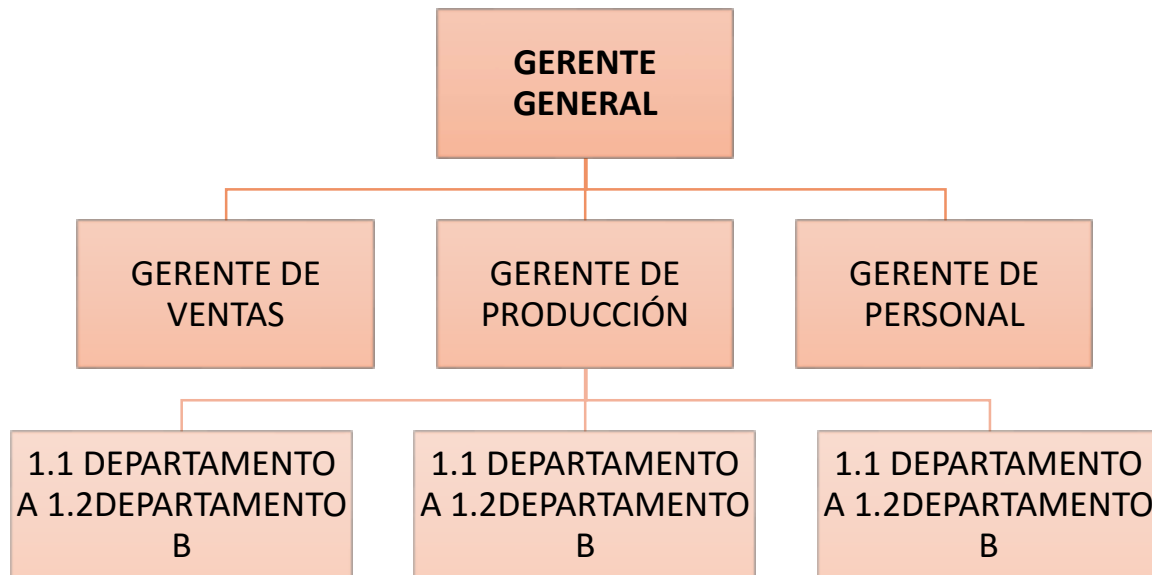 GERENTE
GENERAL
GERENTE DE
VENTAS
GERENTE DE
PRODUCCIÓN
GERENTE DE
PERSONAL
1.1 DEPARTAMENTO
A 1.2DEPARTAMENTO
B
1.1 DEPARTAMENTO
A 1.2DEPARTAMENTO
B
1.1 DEPARTAMENTO
A 1.2DEPARTAMENTO
B